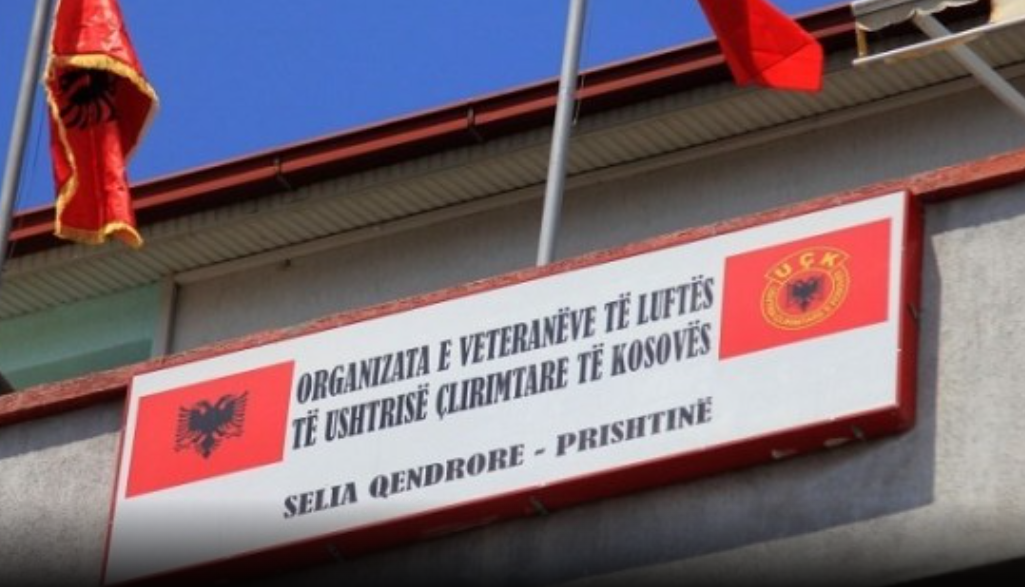 ORGANIZATA E VETERANËVE TË LUFTËS
TË USHTRISË ÇLIRIMTARE TË KOSOVËS
SELIA QENDRORE - PRISHTINË
UÇK